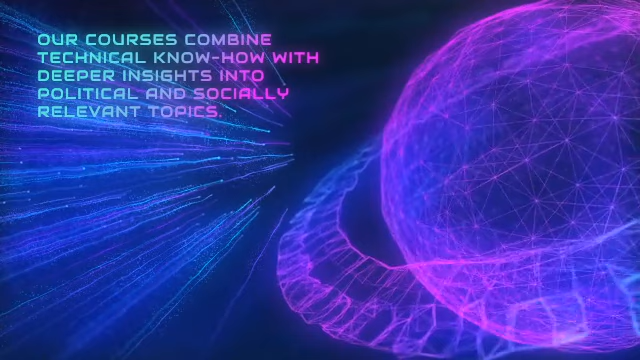 OUR COURSES COMBINE
TECHNICAL KNOW-HOW WITH
DEEPER INSIGHTS INTO
POLITICAL AND SOCIALLY
RELEVANT TOPICS.